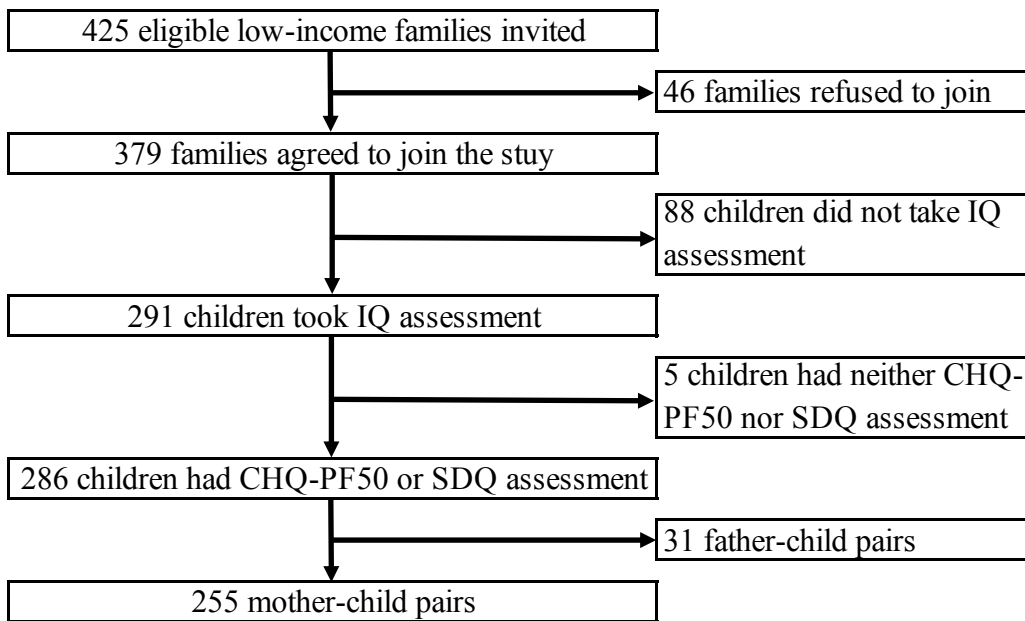 425 eligible low-income families invited
46 families refused to join
379 families agreed to join the stuy
88 children did not take IQ
assessment
291 children took IQ assessment
5 children had neither CHQ-
PF50 nor SDQ assessment
286 children had CHQ-PF50 or SDQ assessment
31 father-child pairs
255 mother-child pairs